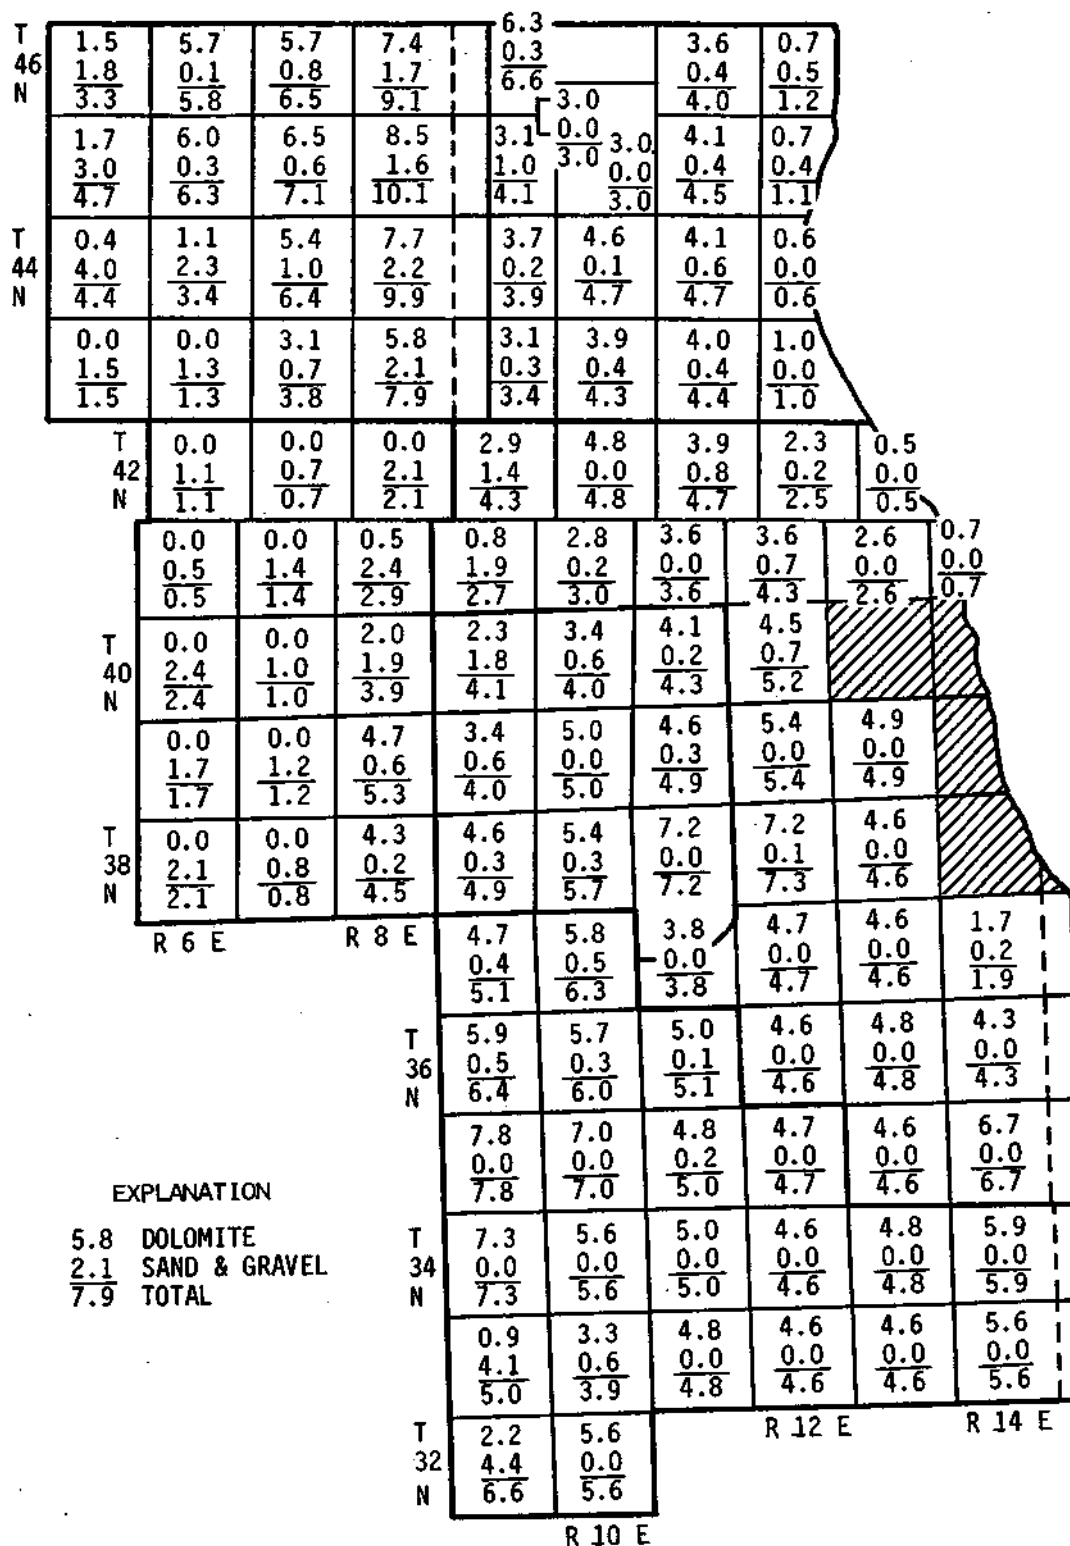 6.3
T 1.5 5.7 5.7 7.4 0.3 3.6 0.7
46 1.8 0.1 0.8 1.7 6.6 0.4 0.5
N 3.3 5.8 6.5 9.1 4.0 1.2
3.0
0.0
3.0
1.7 6.0 6.5 8.5 3.1 3.0 4.1 0.7
3.0 0.3 0.6 1.6 1.0 0.0 0.4 0.4
4.7 6.3 7.1 10.1 4.1 3.0 4.5 1.1
T 0.4 1.1 5.4 7.7 3.7 4.6 4.1 0.6
44 4.0 2.3 1.0 2.2 0.2 0.1 0.6 0.0
N 4.4 3.4 6.4 9.9 3.9 4.7 4.7 0.6
0.0 0.0 3.1 5.8 3.1 3.9 4.0 1.0
1.5 1.3 0.7 2.1 0.3 0.4 0.4 0.0
1.5 1.3 3.8 7.9 3.4 4.3 4.4 1.0
T 0.0 0.0 0.0 2.9 4.8 3.9 2.3 0.5
42 1.1 0.7 2.1 1.4 0.0 0.8 0.2 0.0
N 1.1 0.7 2.1 4.3 4.8 4.7 2.5 0.5
0.0 0.0 0.5 0.8 2.8 3.6 3.6 2.6 0.7
0.5 1.4 2.4 1.9 0.2 0.0 0.7 0.0 0.0
0.5 1.4 2.9 2.7 3.0 3.6 4.3 2.6 0.7
T 0.0 0.0 2.0 2.3 3.4 4.1 4.5
40 2.4 1.0 1.9 1.8 0.6 0.2 0.7
N 2.4 1.0 3.9 4.1 4.0 4.3 5.2
0.0 0.0 4.7 3.4 5.0 4.6 5.4 4.9
1.7 1.2 0.6 0.6 0.0 0.3 0.0 0.0
1.7 1.2 5.3 4.0 5.0 4.9 5.4 4.9
T 0.0 0.0 4.3 4.6 5.4 7.2 7.2 4.6
38 2.1 0.8 0.2 0.3 0.3 0.0 0.1 0.0
N 2.1 0.8 4.5 4.9 5.7 7.2 7.3 4.6
R 6 E R 8 E
4.7 5.8 3.8 4.7 4.6 1.7
0.4 0.5 0.0 0.0 0.0 0.2
5.1 6.3 3.8 4.7 4.6 1.9
T 5.9 5.7 5.0 4.6 4.8 4.3
36 0.5 0.3 0.1 0.0 0.0 0.0
N 6.4 6.0 5.1 4.6 4.8 4.3
7.8 7.0 4.8 4.7 4.6 6.7
0.0 0.0 0.2 0.0 0.0 0.0
7.8 7.0 5.0 4.7 4.6 6.7
T 7.3 5.6 5.0 4.6 4.8 5.9
34 0.0 0.0 0.0 0.0 0.0 0.0
N 7.3 5.6 5.0 4.6 4.8 5.9
0.9 3.3 4.8 4.6 4.6 5.6
4.1 0.6 0.0 0.0 0.0 0.0
5.0 3.9 4.8 4.6 4.6 5.6
R 12 E R 14 E
T 2.2 5.6
32 4.4 0.0
N 6.6 5.6
R 10 E
EXPLANATION
5.8 DOLOMITE
2.1 SAND & GRAVEL
7.9 TOTAL